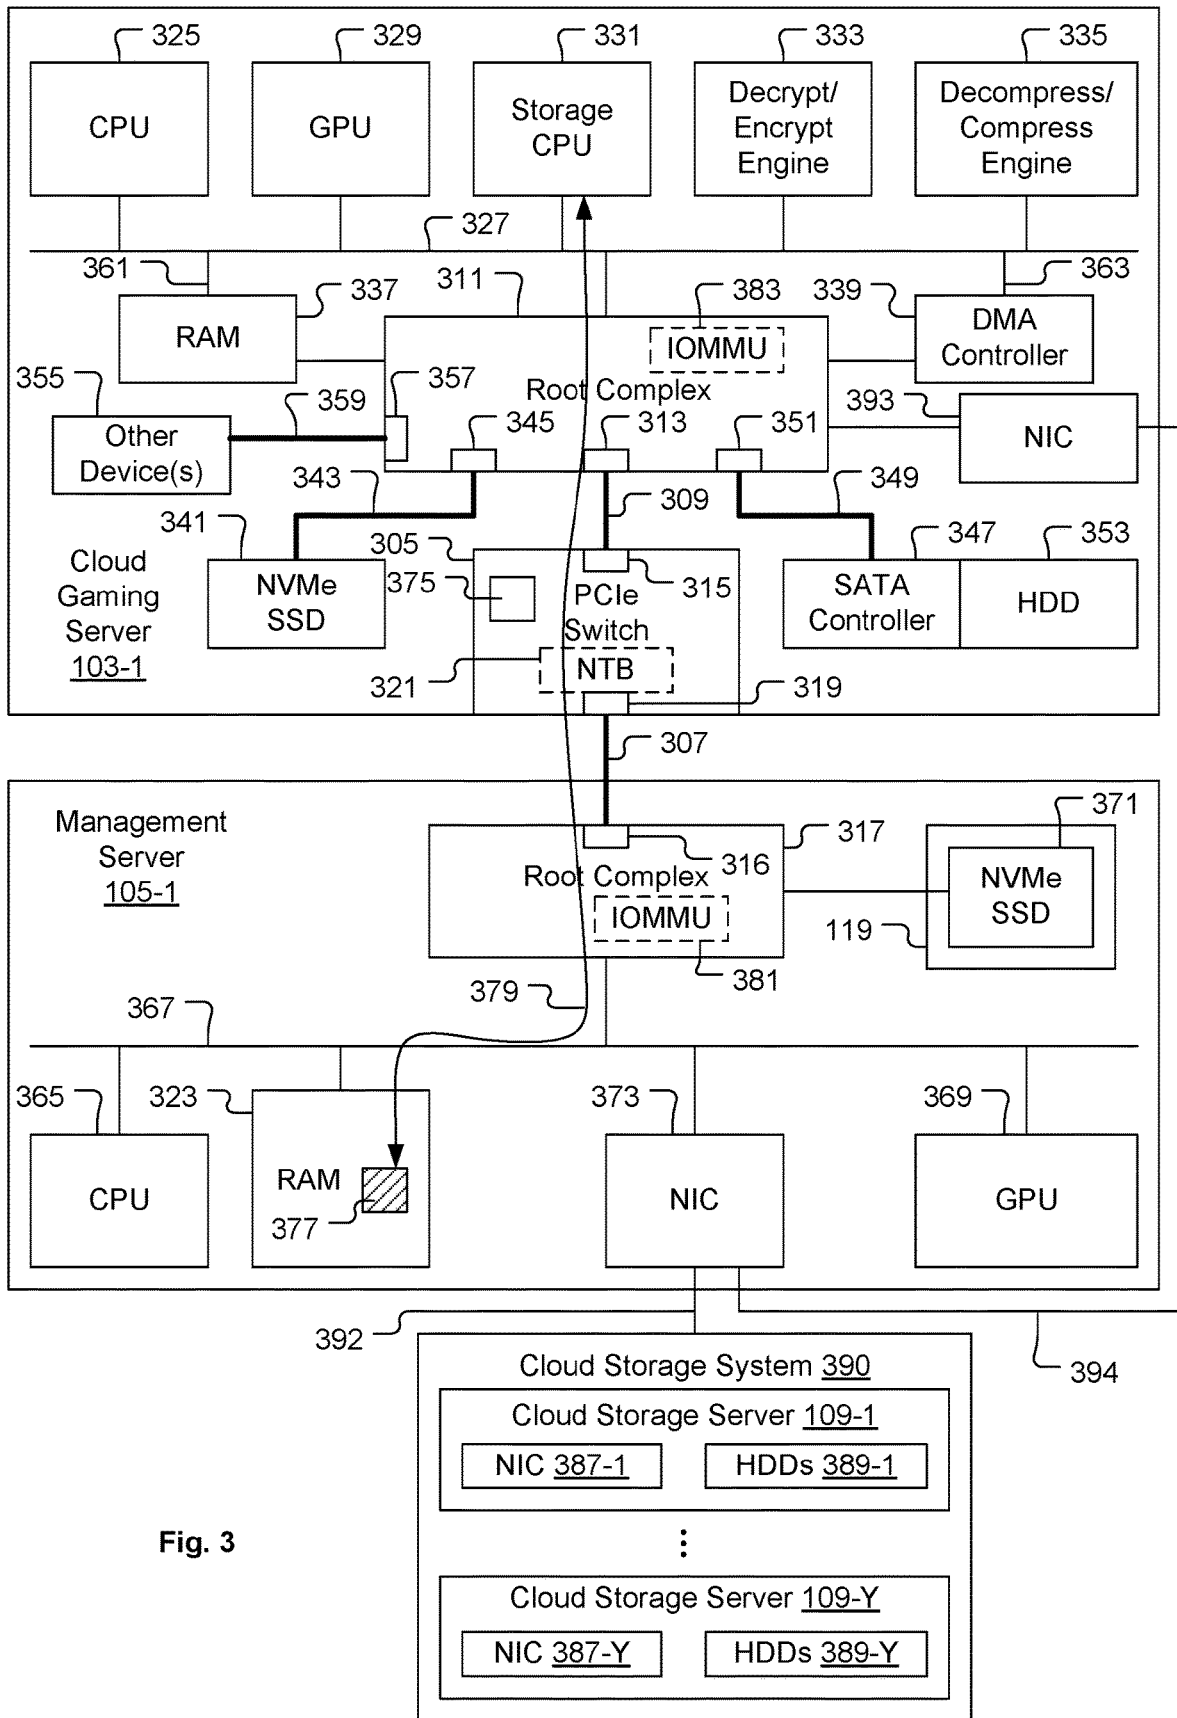 325
329
331
333
335
CPU
GPU
Storage
CPU
Decrypt/
Encrypt
Engine
Decompress/
Compress
Engine
327
361
337
311
383
339
363
RAM
IOMMU
DMA
Controller
355
359
357
Root Complex
393
345
313
351
Other
Device(s)
NIC
343
309
349
341
305
347
353
Cloud
Gaming
Server
103-1
NVMe
SSD
375
315
PCIe
Switch
SATA
Controller
HDD
NTB
321
319
307
Management
Server
105-1
317
371
316
Root Complex
NVMe
SSD
IOMMU
119
381
379
367
365
323
373
369
CPU
RAM
377
NIC
GPU
392
394
Cloud Storage System 390
Cloud Storage Server 109-1
NIC 387-1
HDDs 389-1
Fig. 3
⋮
Cloud Storage Server 109-Y
NIC 387-Y
HDDs 389-Y